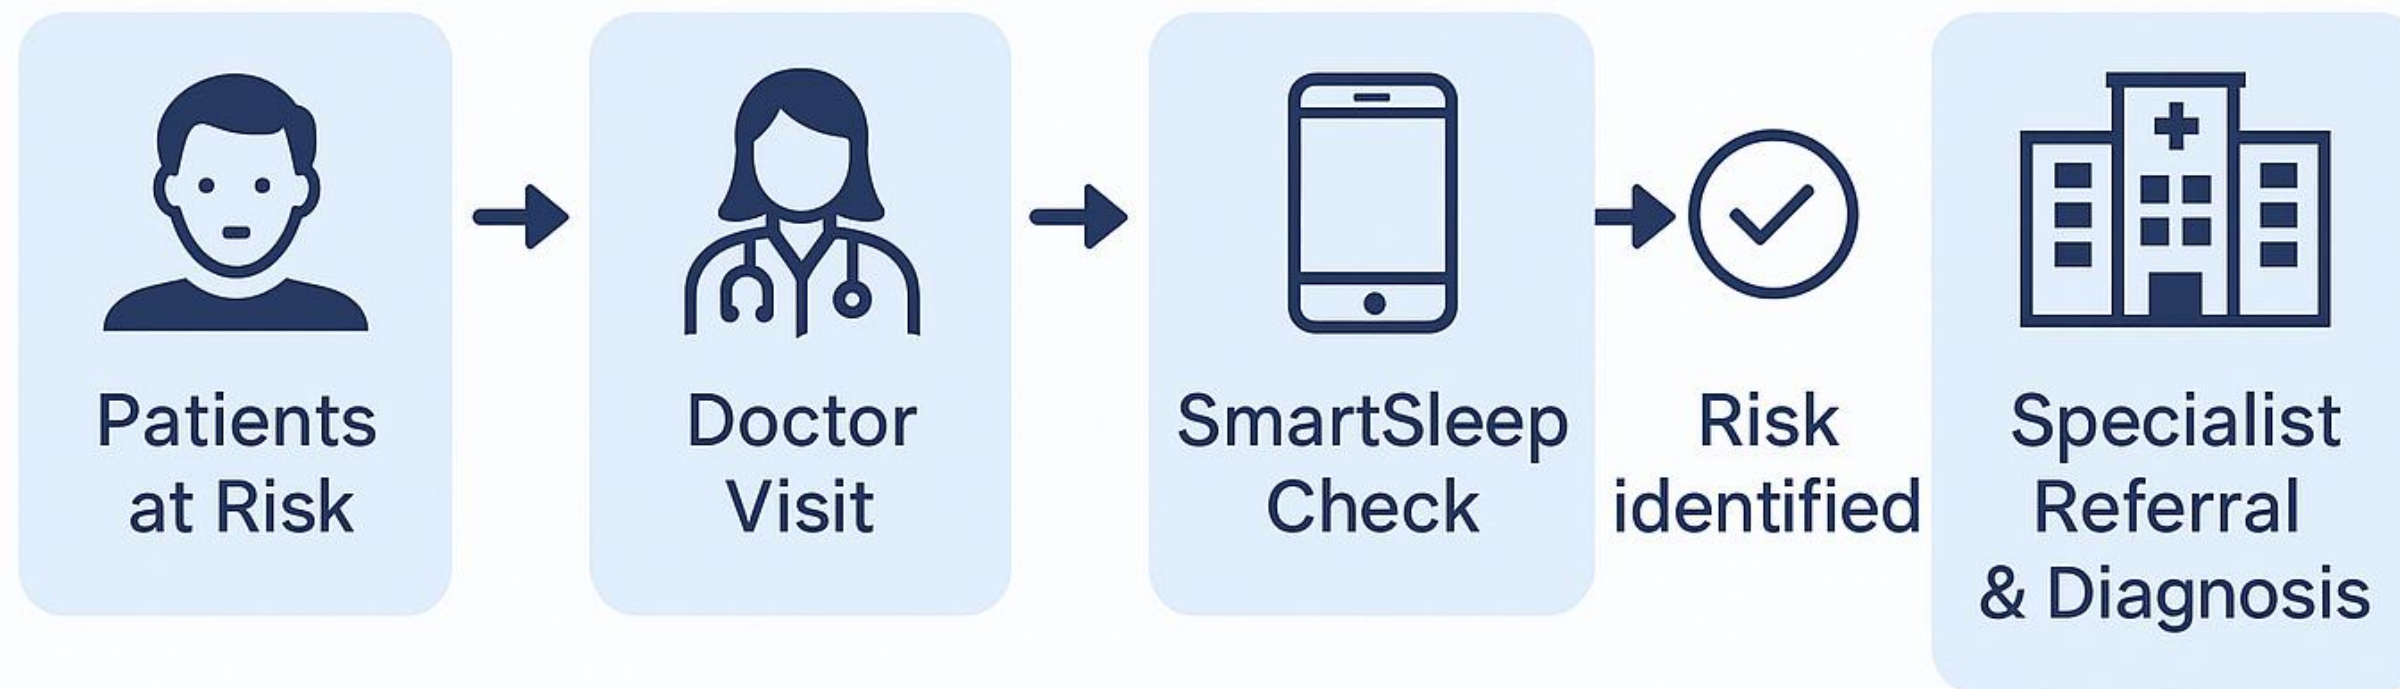 Patients
at Risk
Doctor
Visit
SmartSleep
Check
Risk
identified
Specialist
Referral
& Diagnosis